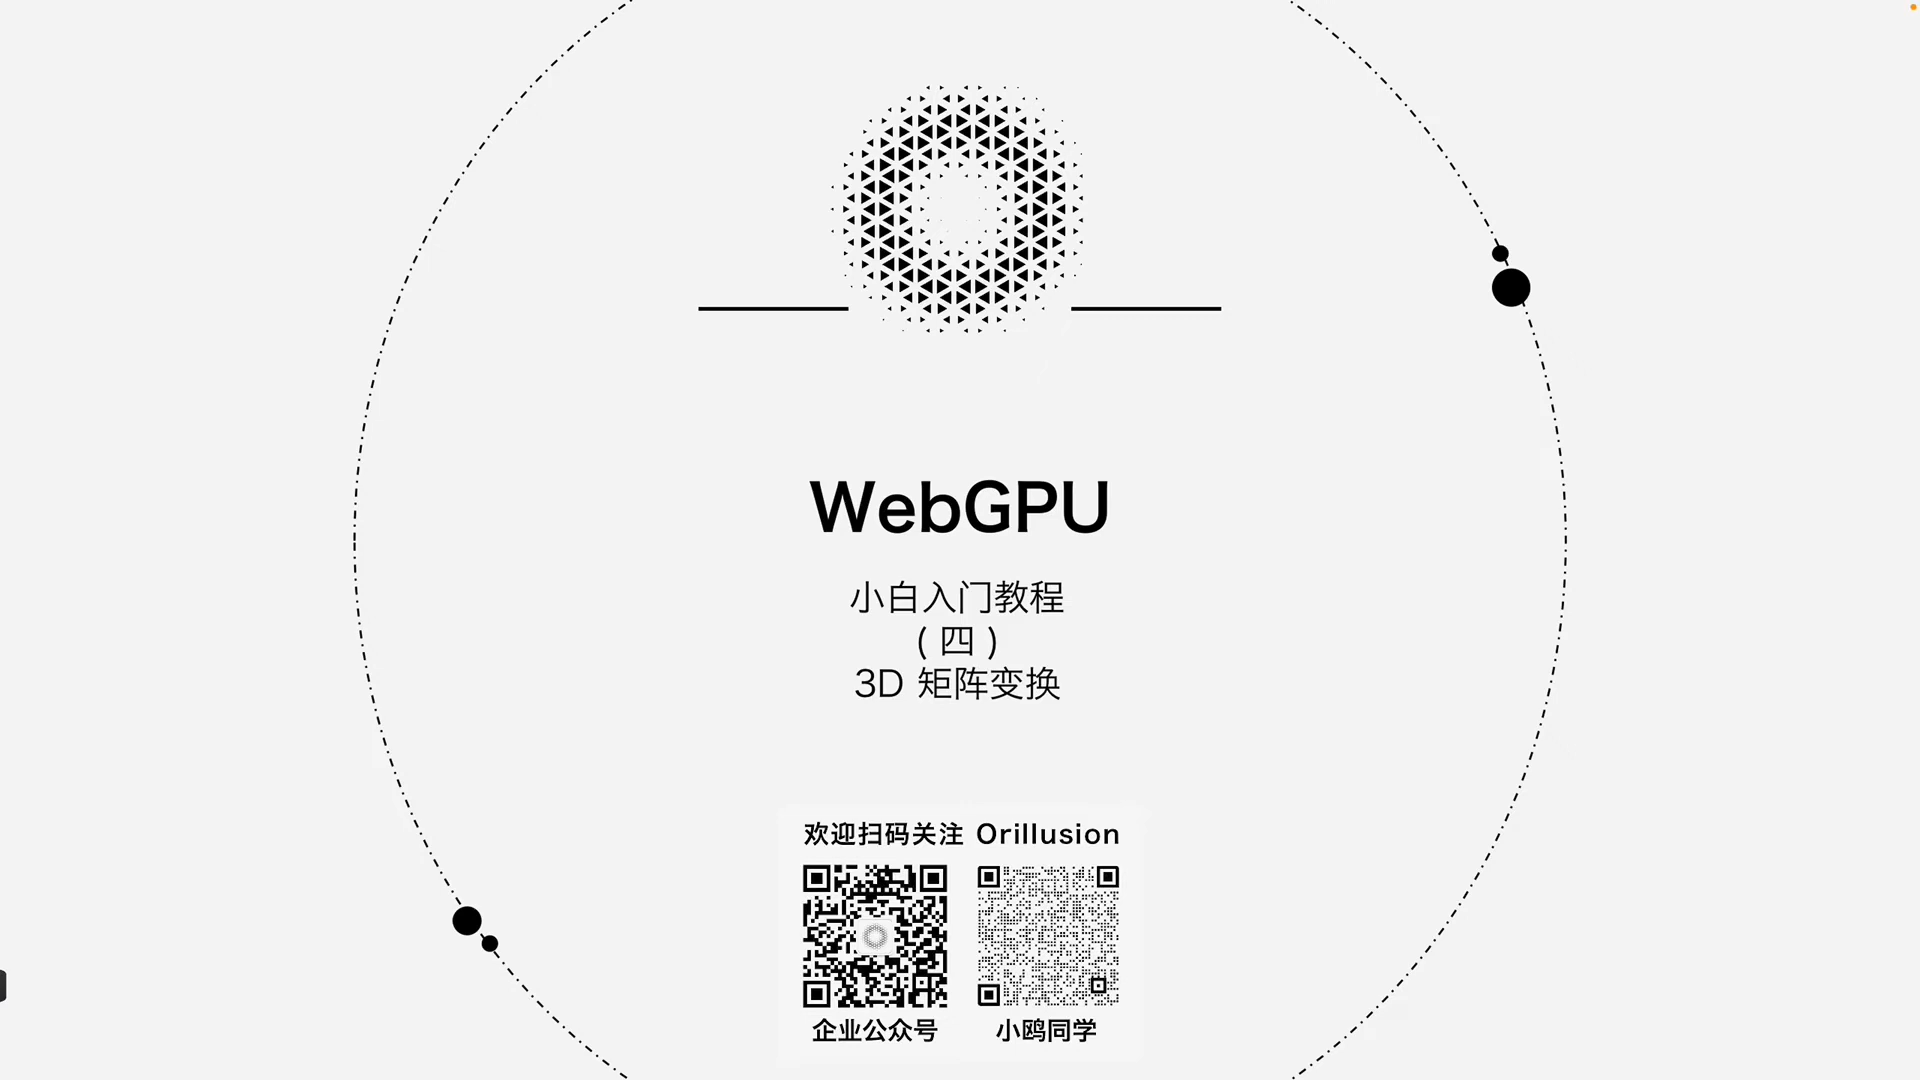 WebGPU
小白入门教程
（四）
3D 矩阵变换
欢迎扫码关注 Orillusion
企业公众号
小鸥同学